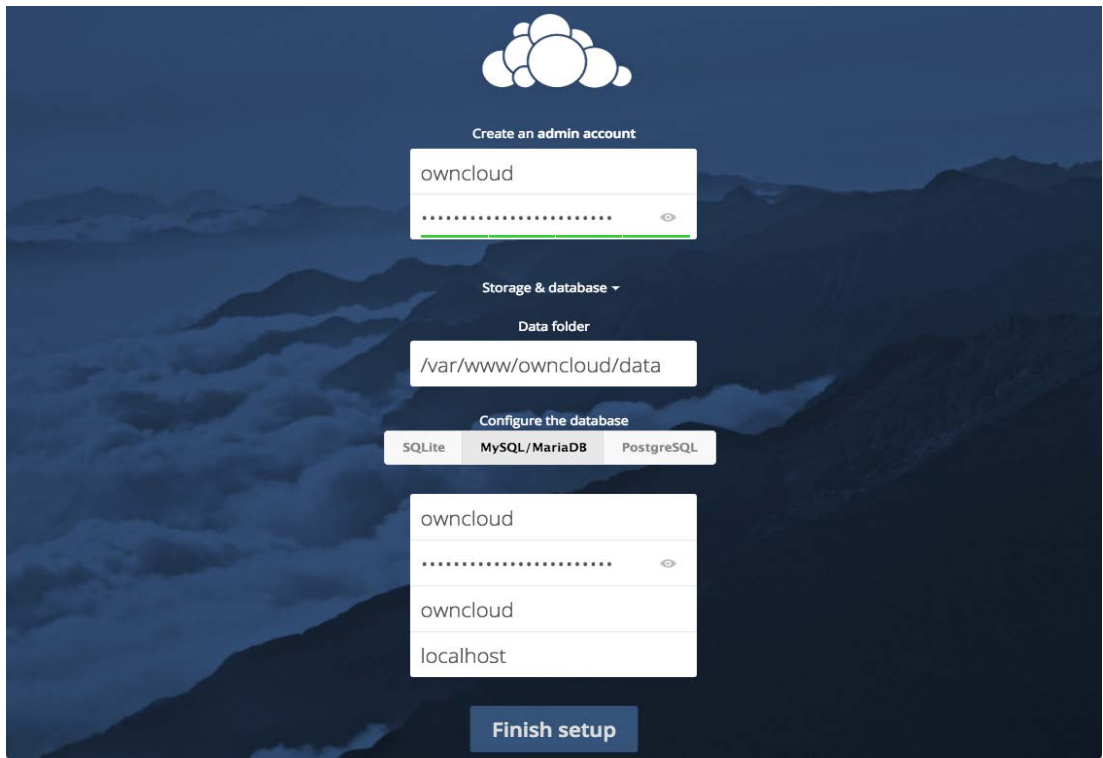 Create an admin account
owncloud
••••••••••••••••••••••••
Storage & database
Data folder
/var/www/owncloud/data
Configure the database
SQLite MySQL/MariaDB PostgreSQL
owncloud
••••••••••••••••••••••••
owncloud
localhost
Finish setup